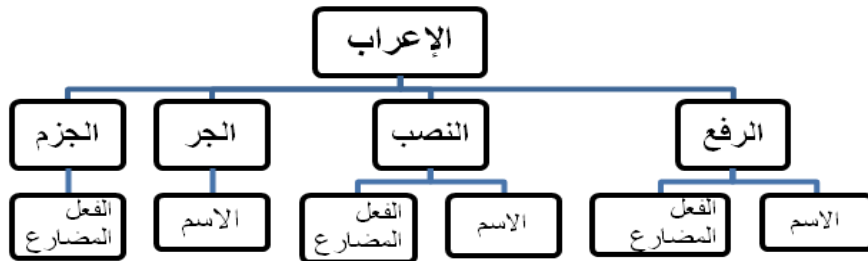 الإعراب
الرفع
النصب
الجر
الجزم
الاسم
الفعل
المضارع
الاسم
الفعل
المضارع
الاسم
الفعل
المضارع